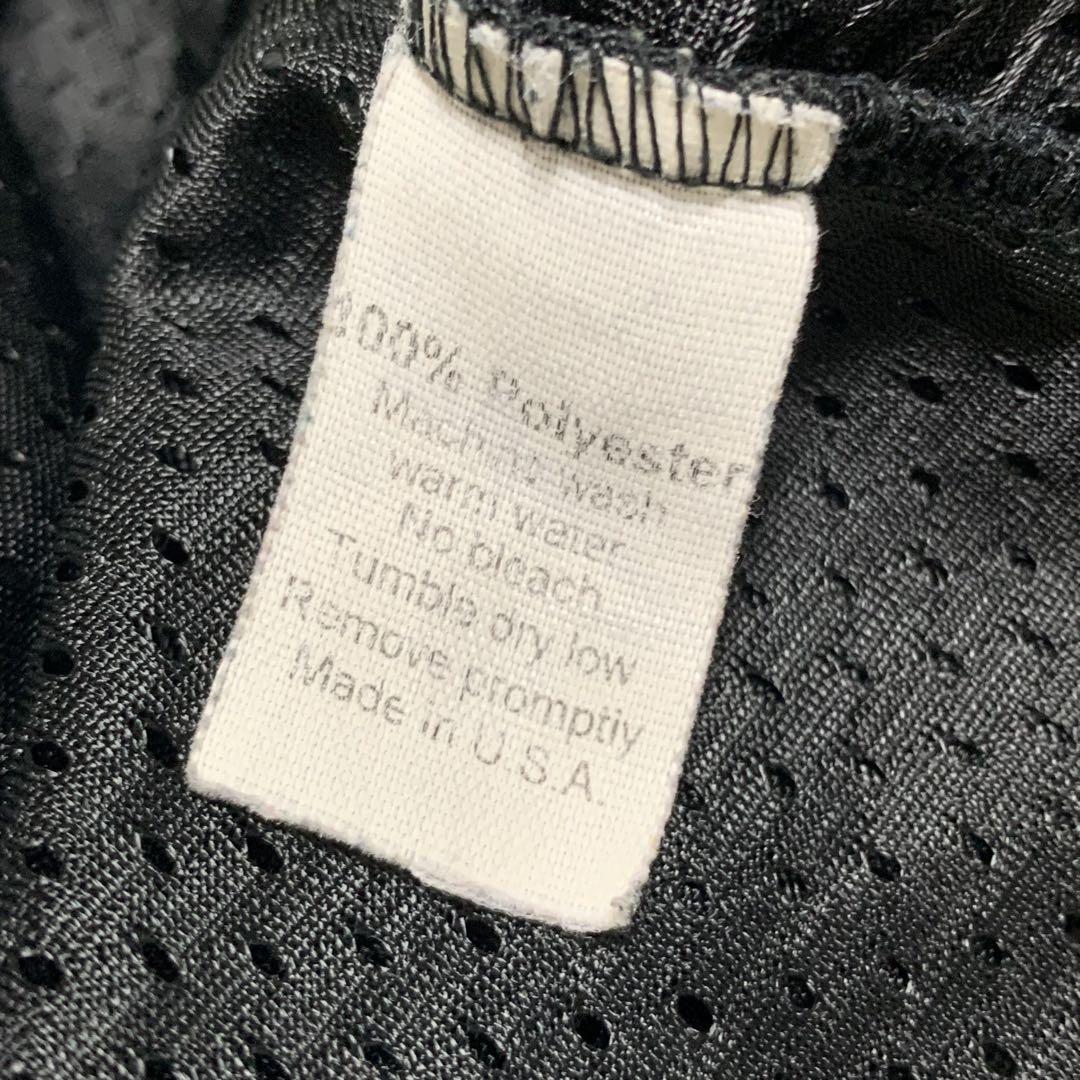 100% Polyester
Machine wash
warm water
No bleach
Tumble dry low
Remove promptly
Made in U.S.A.